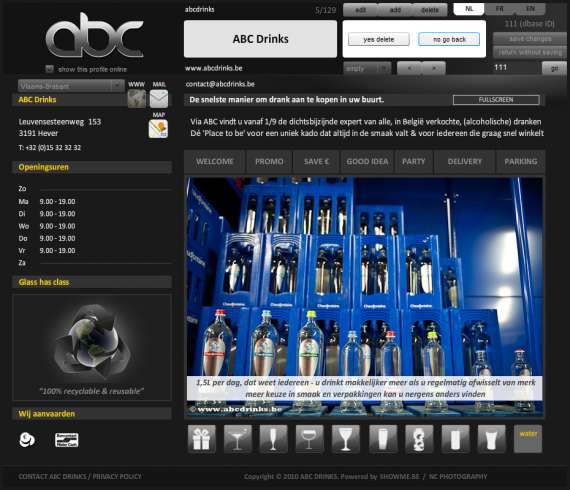 abcdrinks
5/129
edit
add
delete
NL
FR
EN
abc
ABC Drinks
yes delete
no go back
111 (dbase ID)
save changes
return without saving
show this profile online
www.abcdrinks.be
empty
<
>
111
go
Vlaams-Brabant
WWW
MAIL
contact@abcdrinks.be
ABC Drinks
De snelste manier om drank aan te kopen in uw buurt.
FULLSCREEN
MAP
Leuvensesteenweg 153
3191 Hever
T: +32 (0)15 32 32 32
Via ABC vindt u vanaf 1/9 de dichtsbijzijnde expert van alle, in België verkochte, (alcoholische) dranken
Dé 'Place to be' voor een uniek kado dat altijd in de smaak valt & voor iedereen die graag snel winkelt
WELCOME
PROMO
SAVE €
GOOD IDEA
PARTY
DELIVERY
PARKING
Openingsuren
Zo
Ma 9.00 - 19.00
Di 9.00 - 19.00
Wo 9.00 - 19.00
Do 9.00 - 19.00
Vr 9.00 - 19.00
Za
Glass has class
"100% recyclable & reusable"
Chaudfontaine
1,5L per dag, dat weet iedereen - u drinkt makkelijker meer als u regelmatig afwisselt van merk
meer keuze in smaak en verpakkingen kan u nergens anders vinden
© www.abcdrinks.be
Wij aanvaarden
Bancontact
Mister Cash
water
CONTACT ABC DRINKS / PRIVACY POLICY
Copyright © 2010 ABC DRINKS. Powered by SHOWME.BE / NC PHOTOGRAPHY